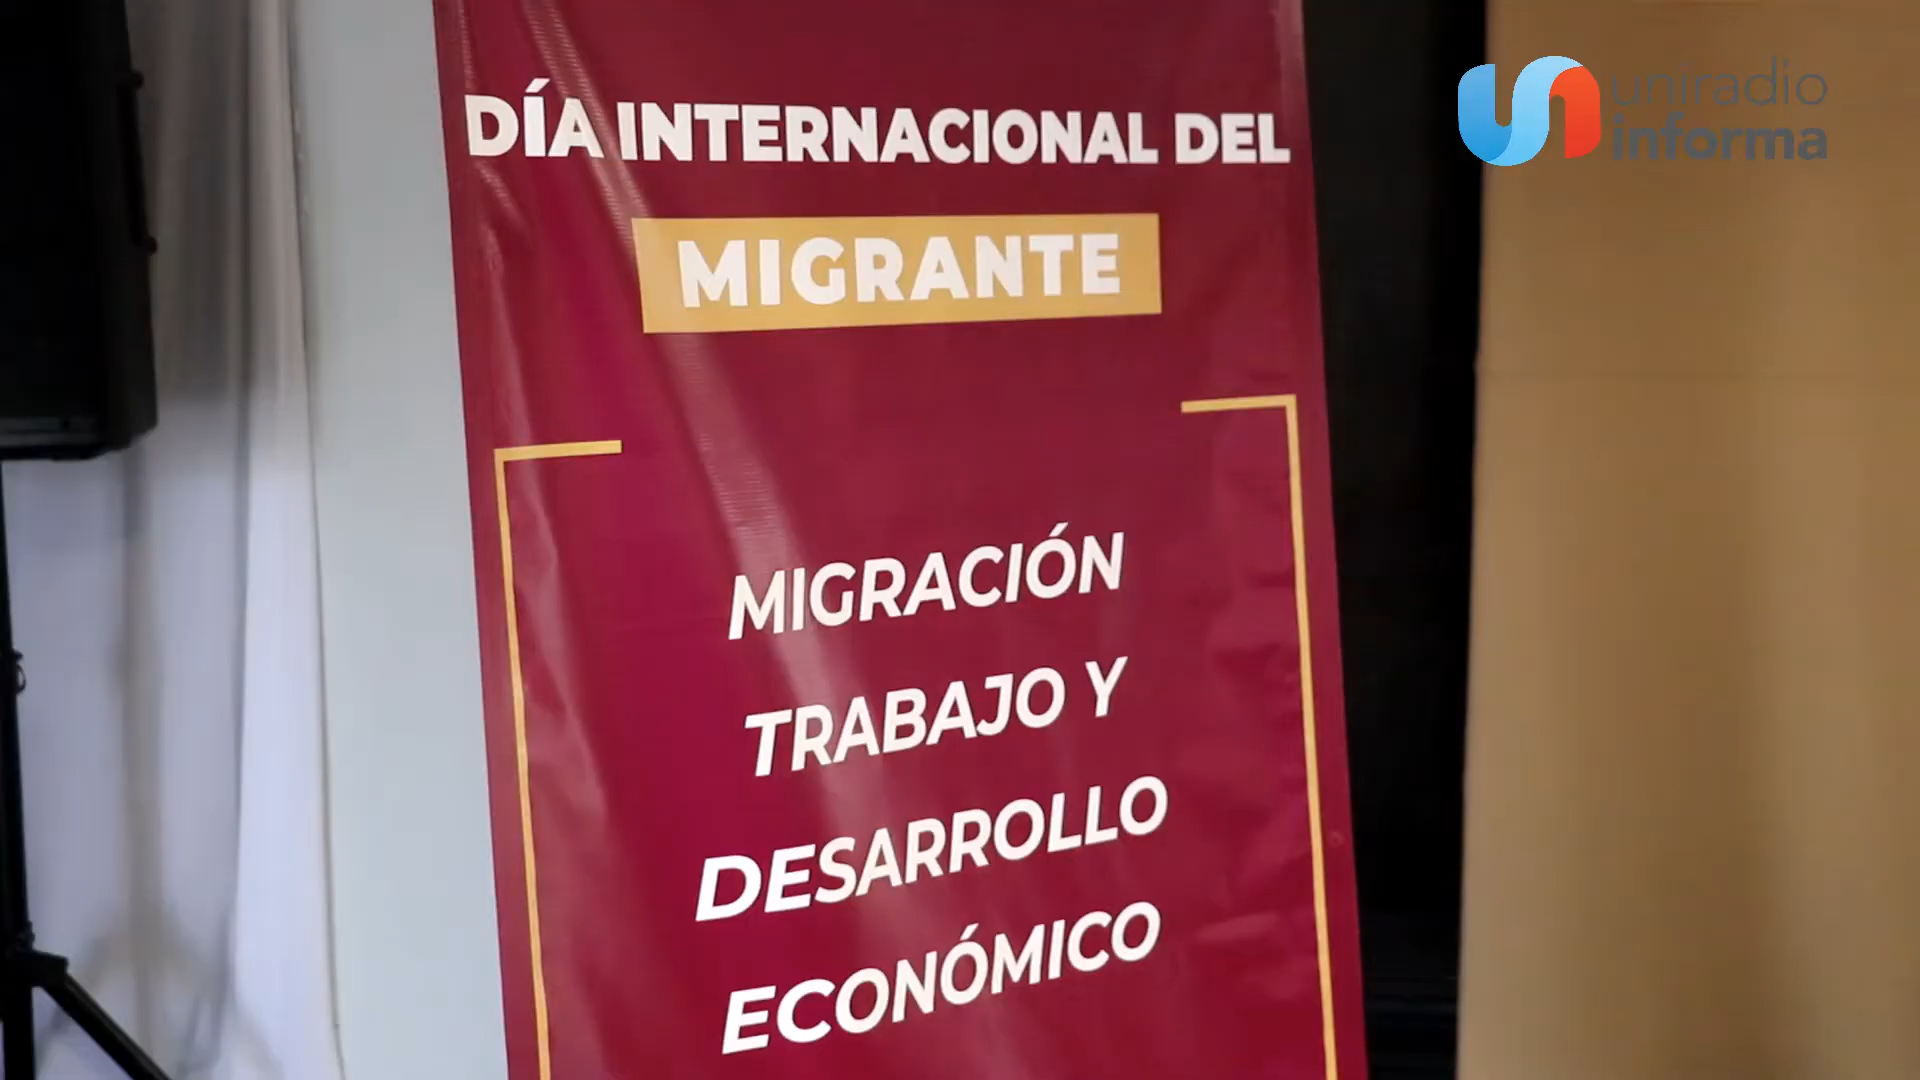 DÍA INTERNACIONAL DEL
MIGRANTE
MIGRACIÓN
TRABAJO Y
DESARROLLO
ECONÓMICO
uniradio
informa